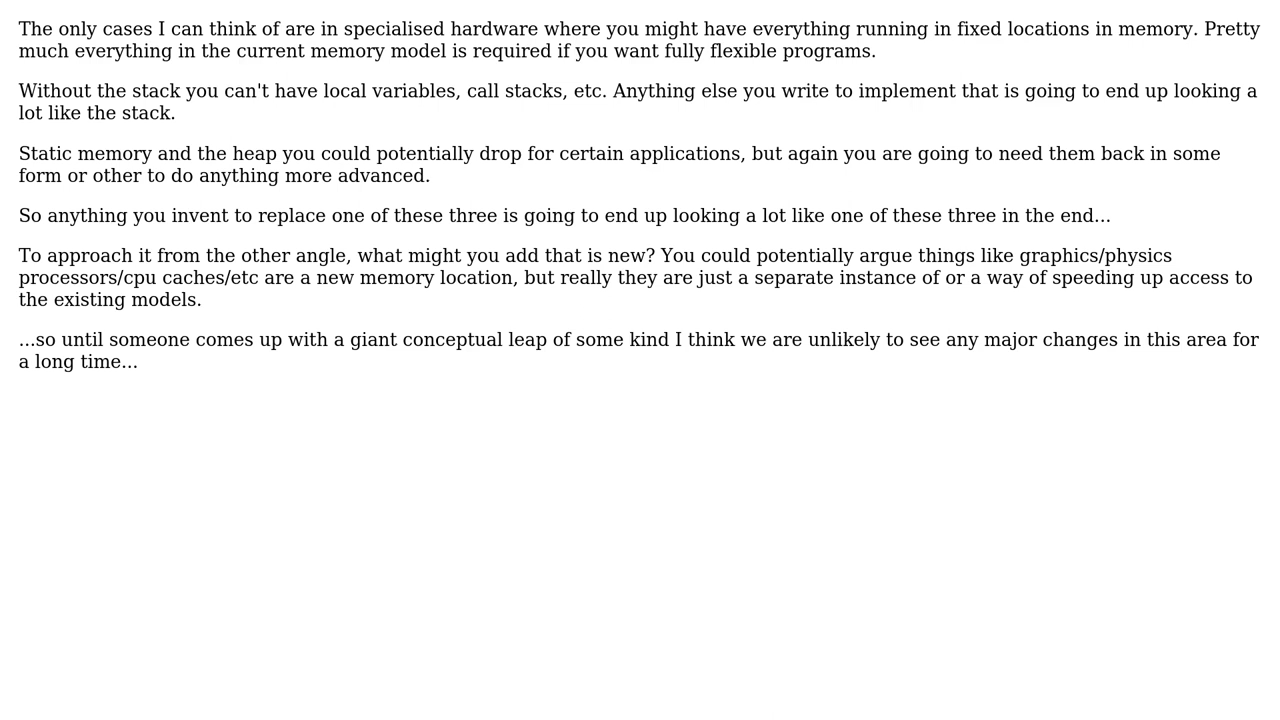 The only cases I can think of are in specialised hardware where you might have everything running in fixed locations in memory. Pretty
much everything in the current memory model is required if you want fully flexible programs.
Without the stack you can't have local variables, call stacks, etc. Anything else you write to implement that is going to end up looking a
lot like the stack.
Static memory and the heap you could potentially drop for certain applications, but again you are going to need them back in some
form or other to do anything more advanced.
So anything you invent to replace one of these three is going to end up looking a lot like one of these three in the end...
To approach it from the other angle, what might you add that is new? You could potentially argue things like graphics/physics
processors/cpu caches/etc are a new memory location, but really they are just a separate instance of or a way of speeding up access to
the existing models.
...so until someone comes up with a giant conceptual leap of some kind I think we are unlikely to see any major changes in this area for
a long time...